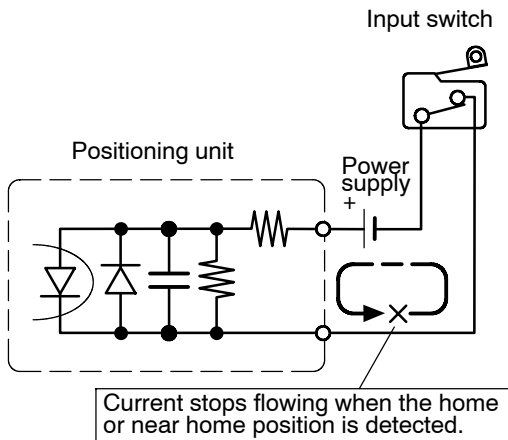 Input switch
Positioning unit
Power
supply
+
Current stops flowing when the home
or near home position is detected.